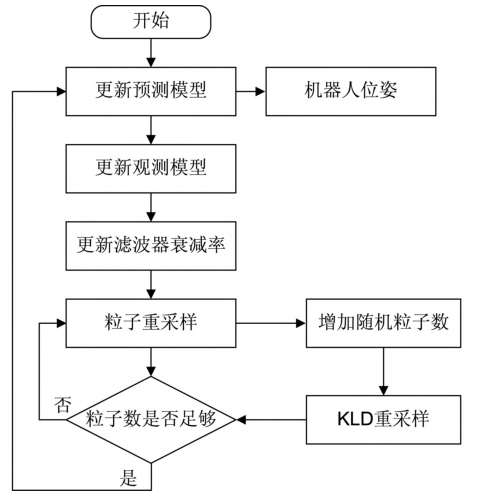 开始
更新预测模型
机器人位姿
更新观测模型
更新滤波器衰减率
粒子重采样
增加随机粒子数
否
粒子数是否足够
KLD重采样
是